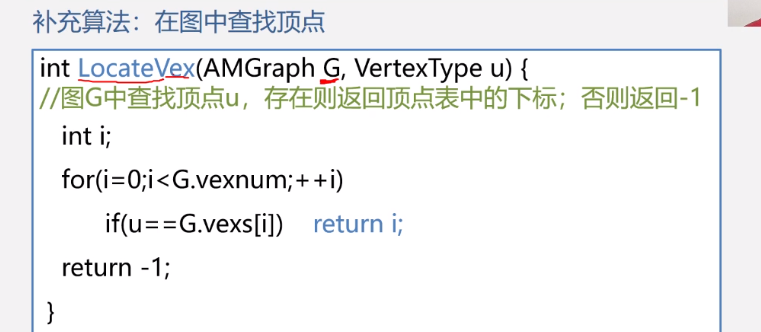 补充算法：在图中查找顶点
int LocateVex(AMGraph G, VertexType u) {
//图G中查找顶点u，存在则返回顶点表中的下标；否则返回-1
int i;
for(i=0;i<G.vexnum;++i)
if(u==G.vexs[i]) return i;
return -1;
}